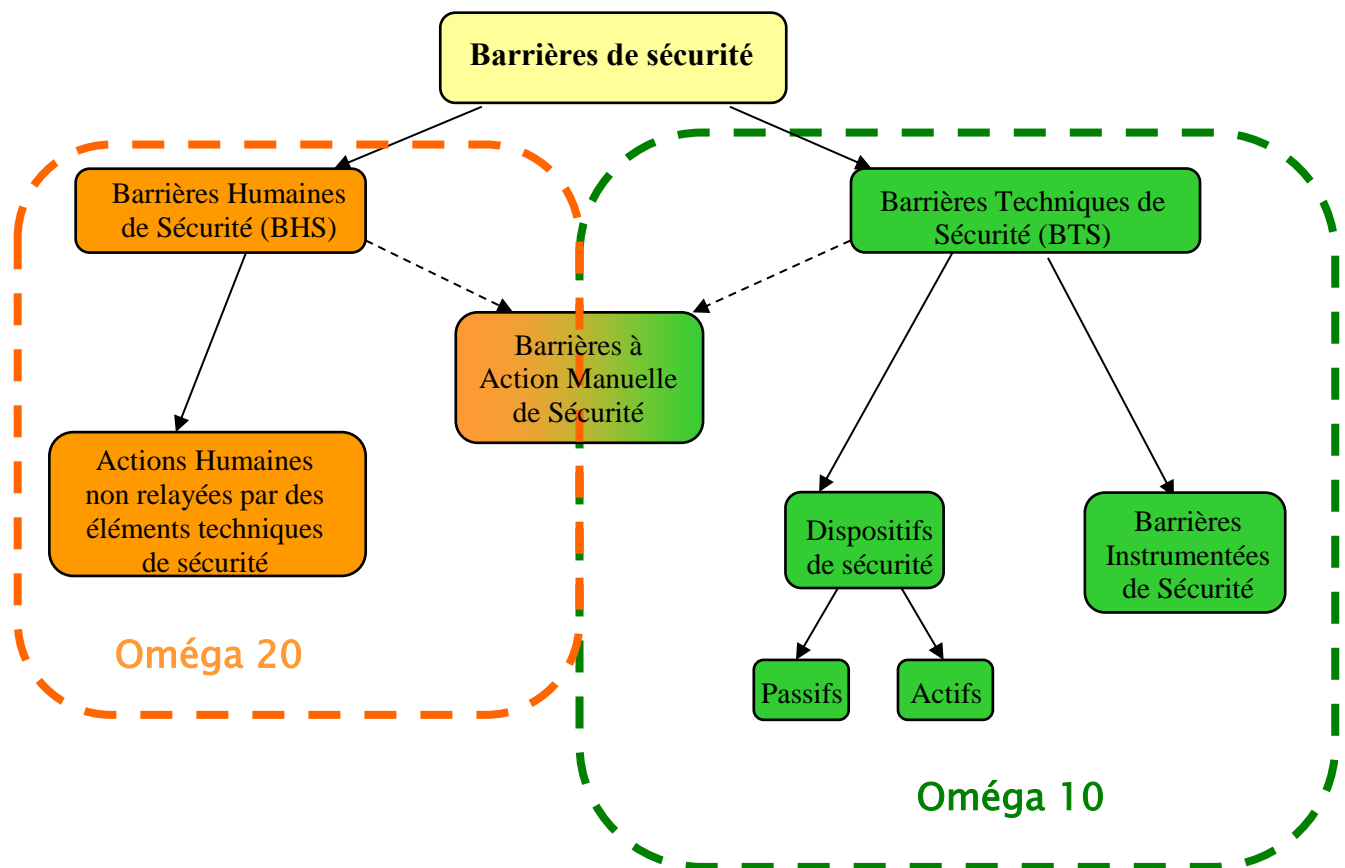 Barrières de sécurité
Barrières Humaines
de Sécurité (BHS)
Barrières Techniques de
Sécurité (BTS)
Barrières à
Action Manuelle
de Sécurité
Actions Humaines
non relayées par des
éléments techniques
de sécurité
Dispositifs
de sécurité
Barrières
Instrumentées
de Sécurité
Oméga 20
Passifs
Actifs
Oméga 10